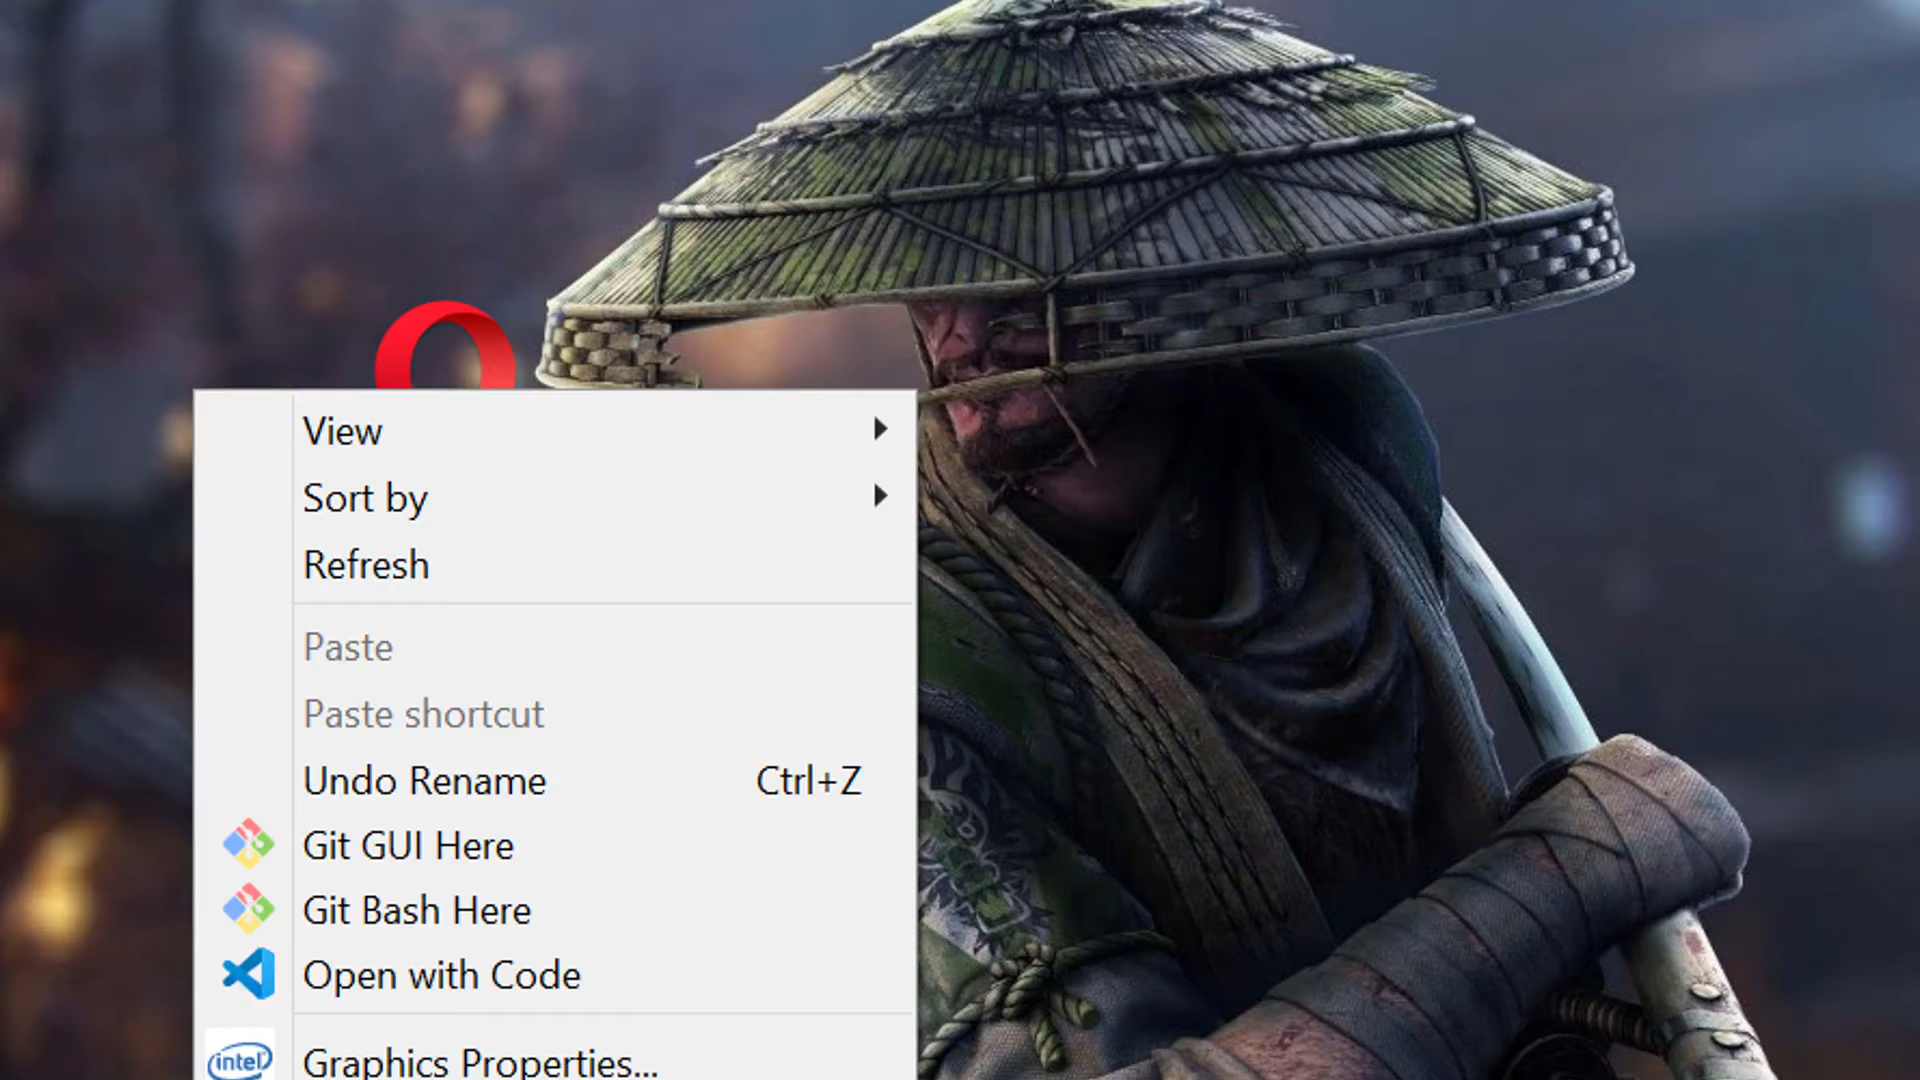 View
Sort by
Refresh
Paste
Paste shortcut
Undo Rename Ctrl+Z
Git GUI Here
Git Bash Here
Open with Code
intel
Graphics Properties...